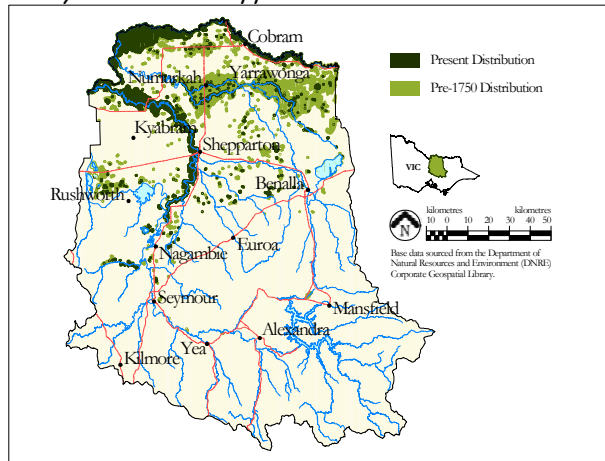 Cobram
Numurkah
Yarrawonga
Kyabram
Shepparton
Rushworth
Benalla
Nagambie
Euroa
Seymour
Mansfield
Alexandra
Yea
Kilmore
Present Distribution
Pre-1750 Distribution
VIC
N
kilometres kilometres
10 0 10 20 30 40 50
Base data sourced from the Department of
Natural Resources and Environment (DNRE)
Corporate Geospatial Library.